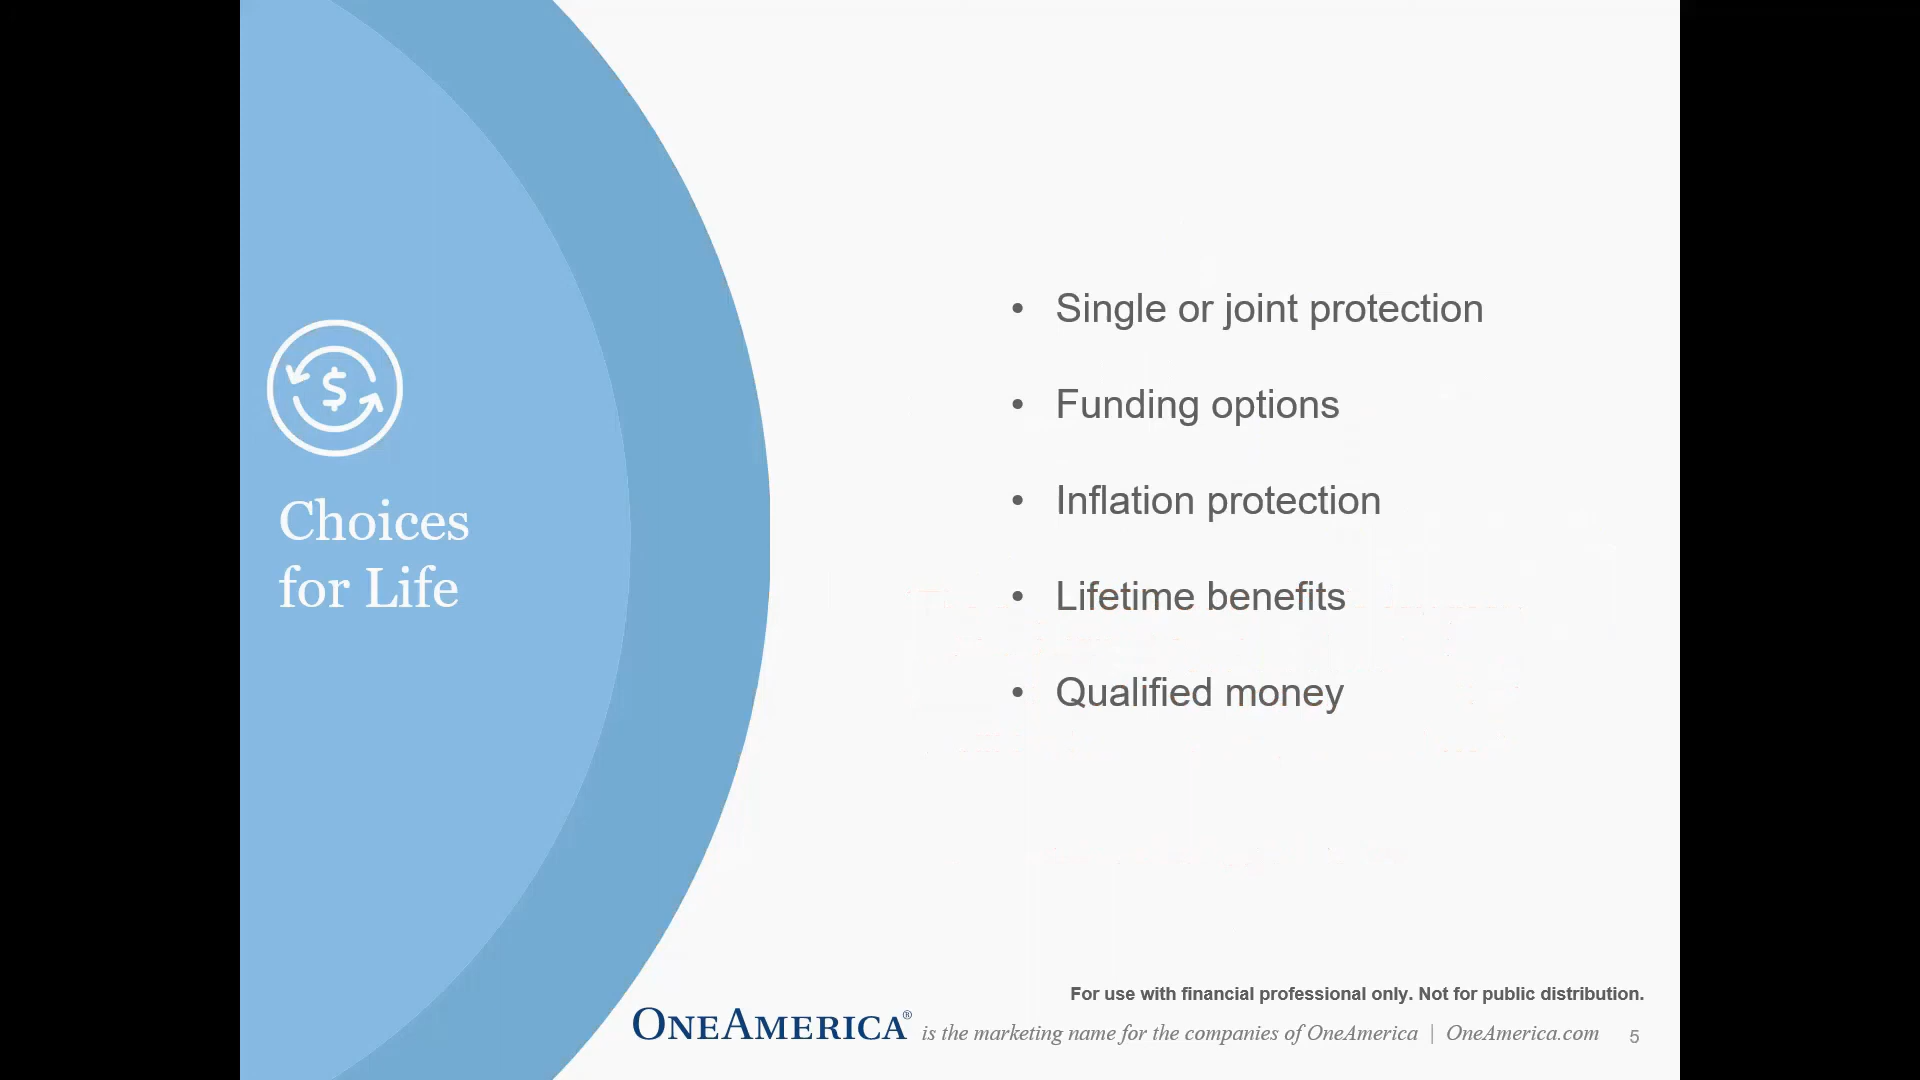 $
Choices
for Life
• Single or joint protection
• Funding options
• Inflation protection
• Lifetime benefits
• Qualified money
For use with financial professional only. Not for public distribution.
ONEAMERICA® is the marketing name for the companies of OneAmerica | OneAmerica.com 5